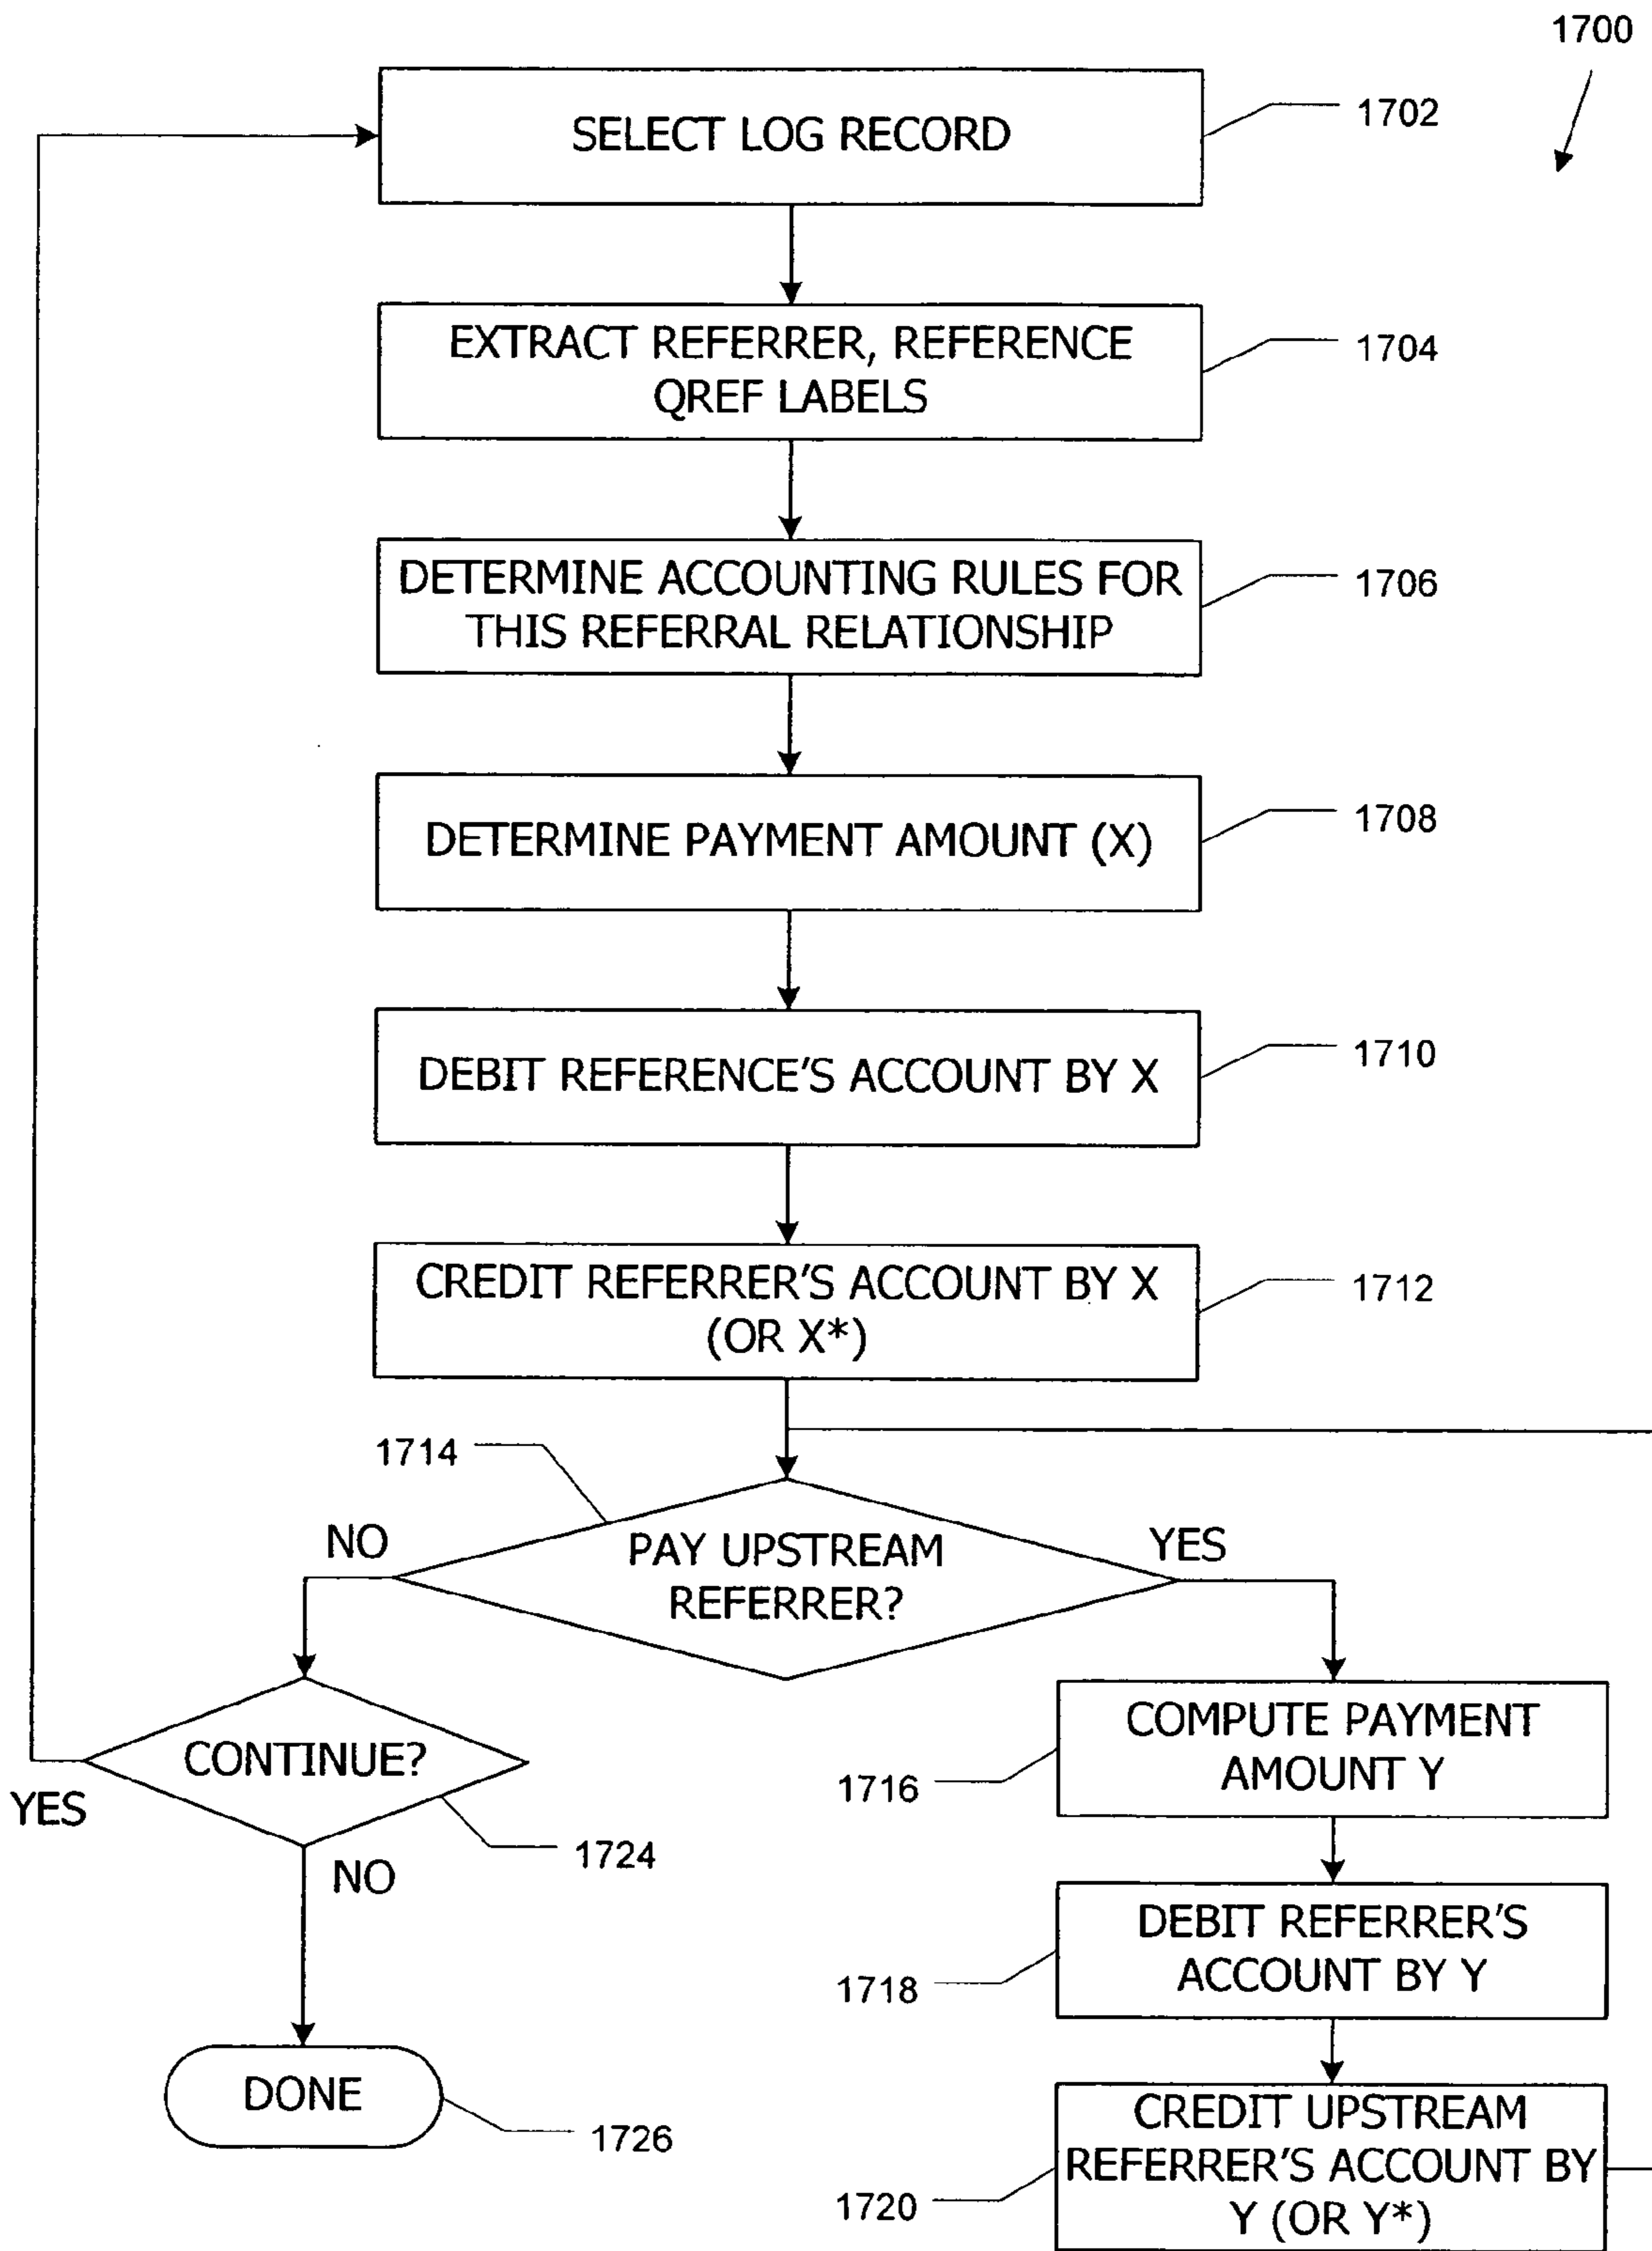 1700
SELECT LOG RECORD
1702
EXTRACT REFERRER, REFERENCE
QREF LABELS
1704
DETERMINE ACCOUNTING RULES FOR
THIS REFERRAL RELATIONSHIP
1706
DETERMINE PAYMENT AMOUNT (X)
1708
DEBIT REFERENCE'S ACCOUNT BY X
1710
CREDIT REFERRER'S ACCOUNT BY X
(OR X*)
1712
1714
NO
PAY UPSTREAM
REFERRER?
YES
CONTINUE?
YES
1724
NO
DONE
1726
COMPUTE PAYMENT
AMOUNT Y
1716
DEBIT REFERRER'S
ACCOUNT BY Y
1718
CREDIT UPSTREAM
REFERRER'S ACCOUNT BY
Y (OR Y*)
1720